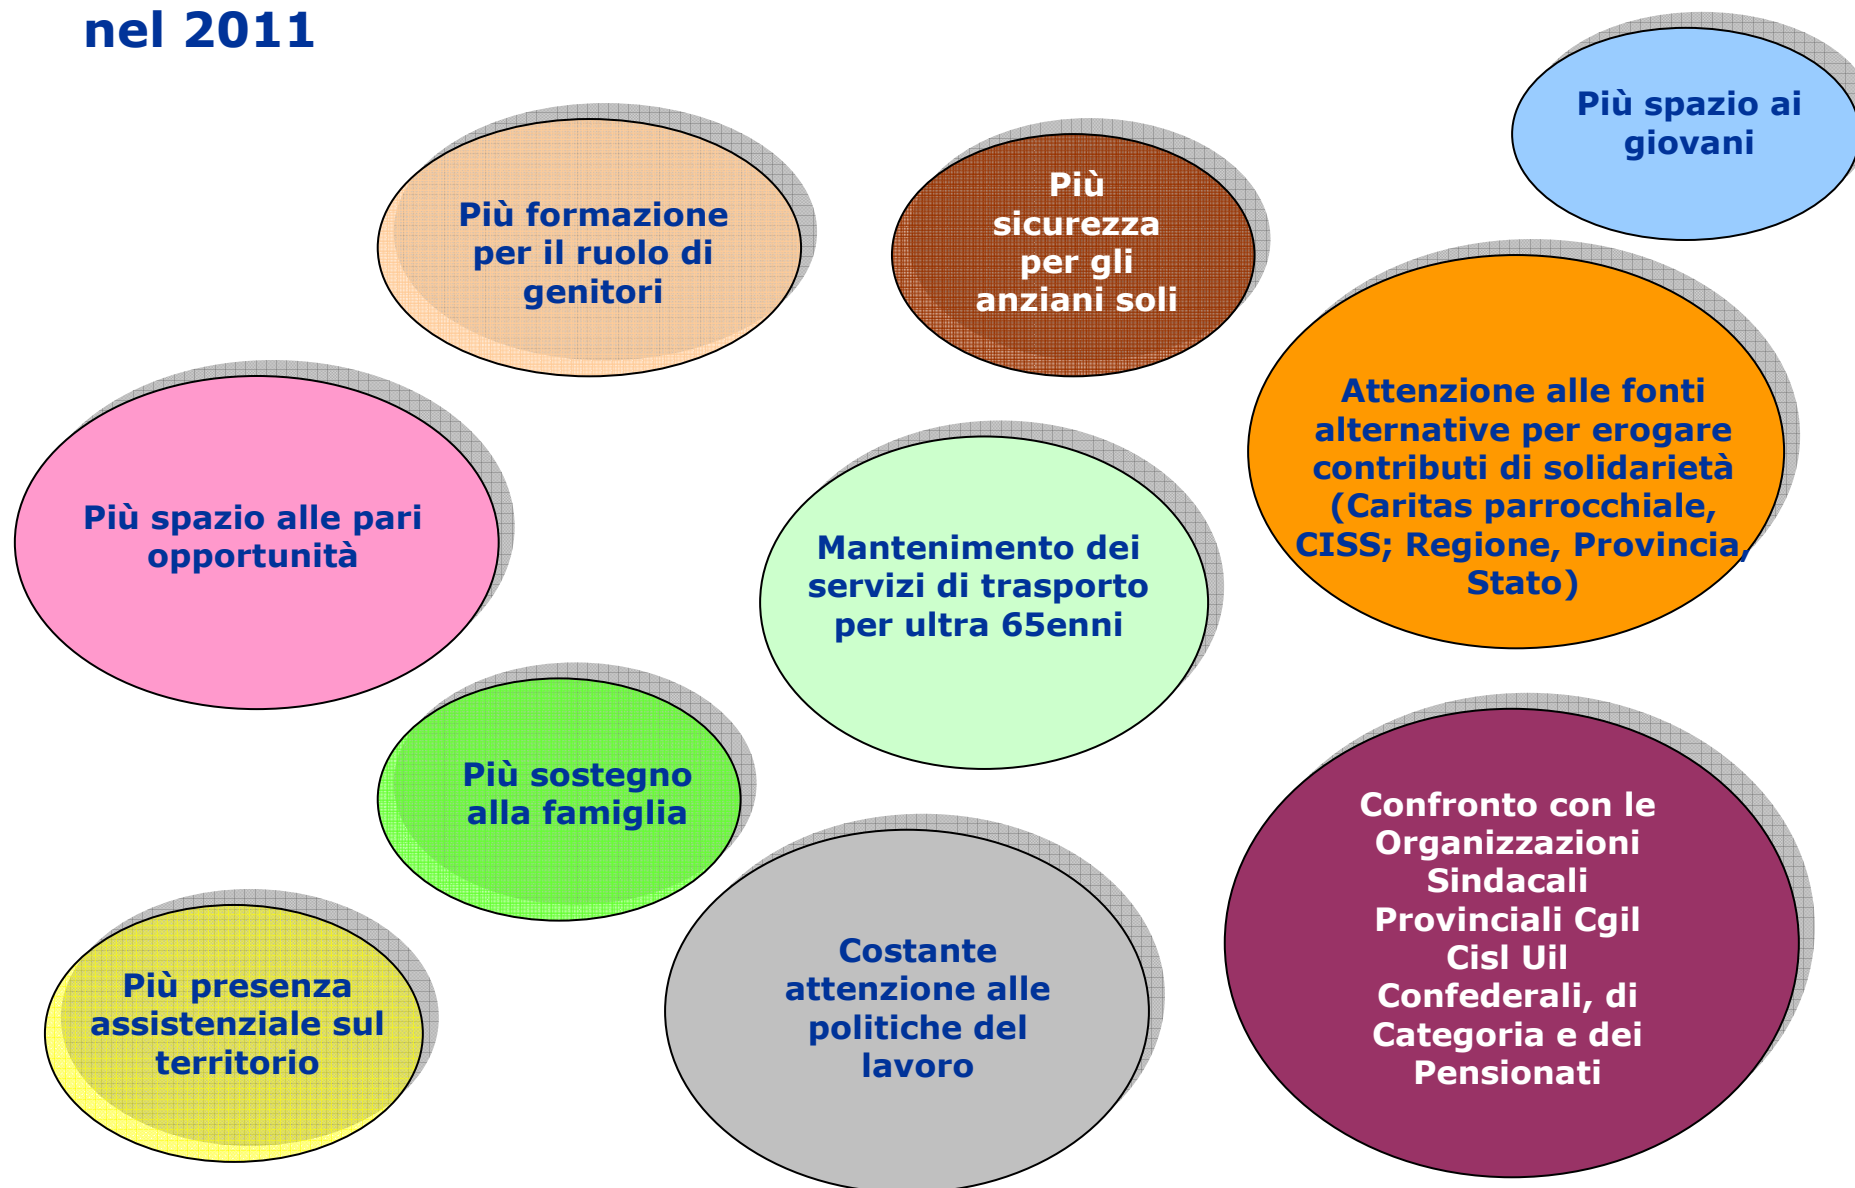 nel 2011
Più spazio ai
giovani
Più formazione
per il ruolo di
genitori
Più
sicurezza
per gli
anziani soli
Attenzione alle fonti
alternative per erogare
contributi di solidarietà
(Caritas parrocchiale,
CISS; Regione, Provincia,
Stato)
Più spazio alle pari
opportunità
Mantenimento dei
servizi di trasporto
per ultra 65enni
Più sostegno
alla famiglia
Confronto con le
Organizzazioni
Sindacali
Provinciali Cgil
Cisl Uil
Confederali, di
Categoria e dei
Pensionati
Costante
attenzione alle
politiche del
lavoro
Più presenza
assistenziale sul
territorio